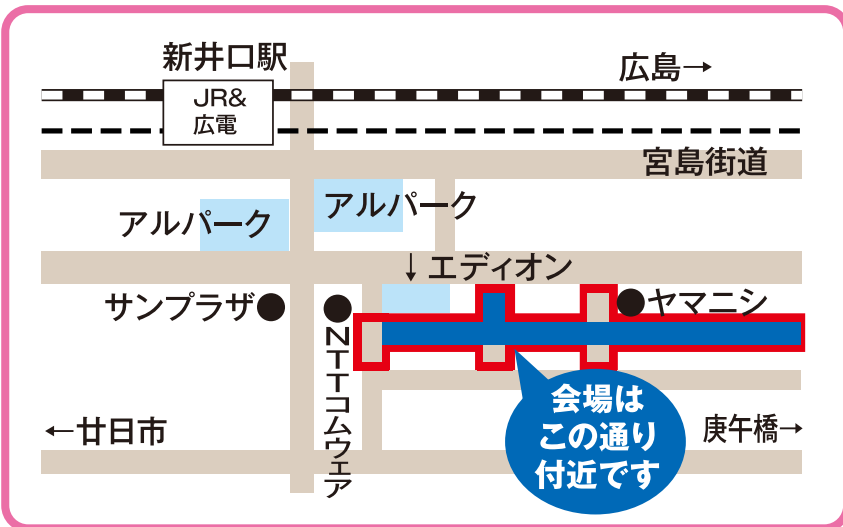 新井口駅
広島→
JR&
広電
宮島街道
アルパーク
アルパーク
↓エディオン
サンプラザ
NTTコムウェア
ヤマニシ
会場は
この通り
付近です
←廿日市
庚午橋→